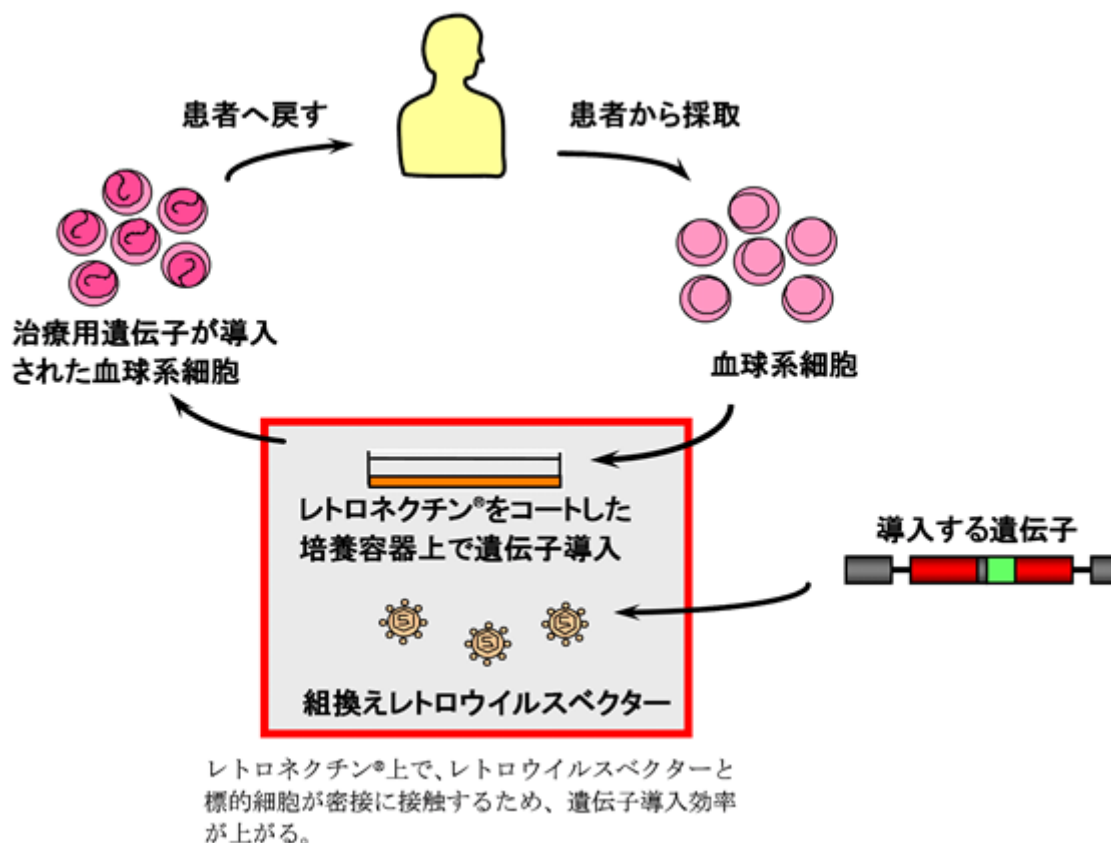 患者へ戻す
患者から採取
治療用遺伝子が導入
された血球系細胞
血球系細胞
レトロネクチン®をコートした
培養容器上で遺伝子導入
導入する遺伝子
組換えレトロウイルスベクター
レトロネクチン®上で、レトロウイルスベクターと
標的細胞が密接に接触するため、遺伝子導入効率
が上がる。